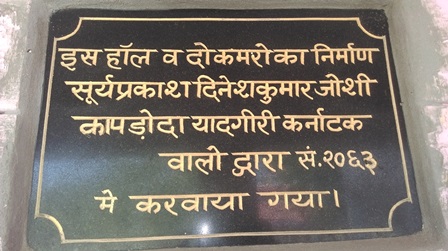 इस हॉल व दो कमरो का निर्माण
सूर्यप्रकाश दिनेशकुमार जोशी
कापड़ोदा यादगीरी कर्नाटक
वालो द्वारा सं.२०६३
मे करवाया गया।